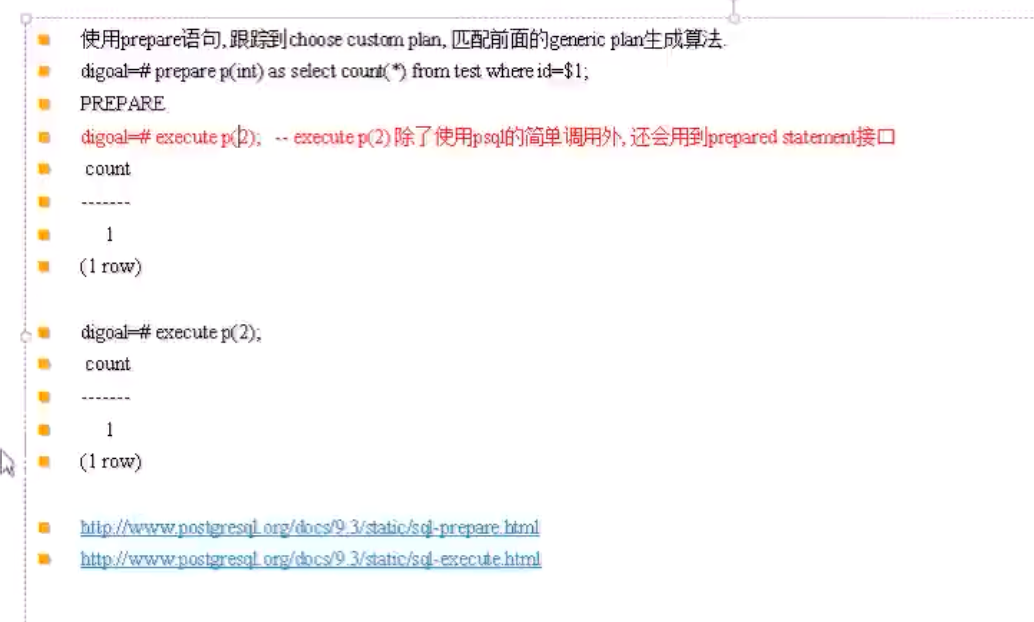 使用prepare语句,跟踪到choose custom plan, 匹配前面的generic plan生成算法.
digoal=# prepare p(int) as select count(*) from test where id=$1;
PREPARE
digoal=# execute p(2);   -- execute p(2) 除了使用psql的简单调用外, 还会用到prepared statement接口
count
-------
1
(1 row)
digoal=# execute p(2);
count
-------
1
(1 row)
http://www.postgresql.org/docs/9.3/static/sql-prepare.html
http://www.postgresql.org/docs/9.3/static/sql-execute.html